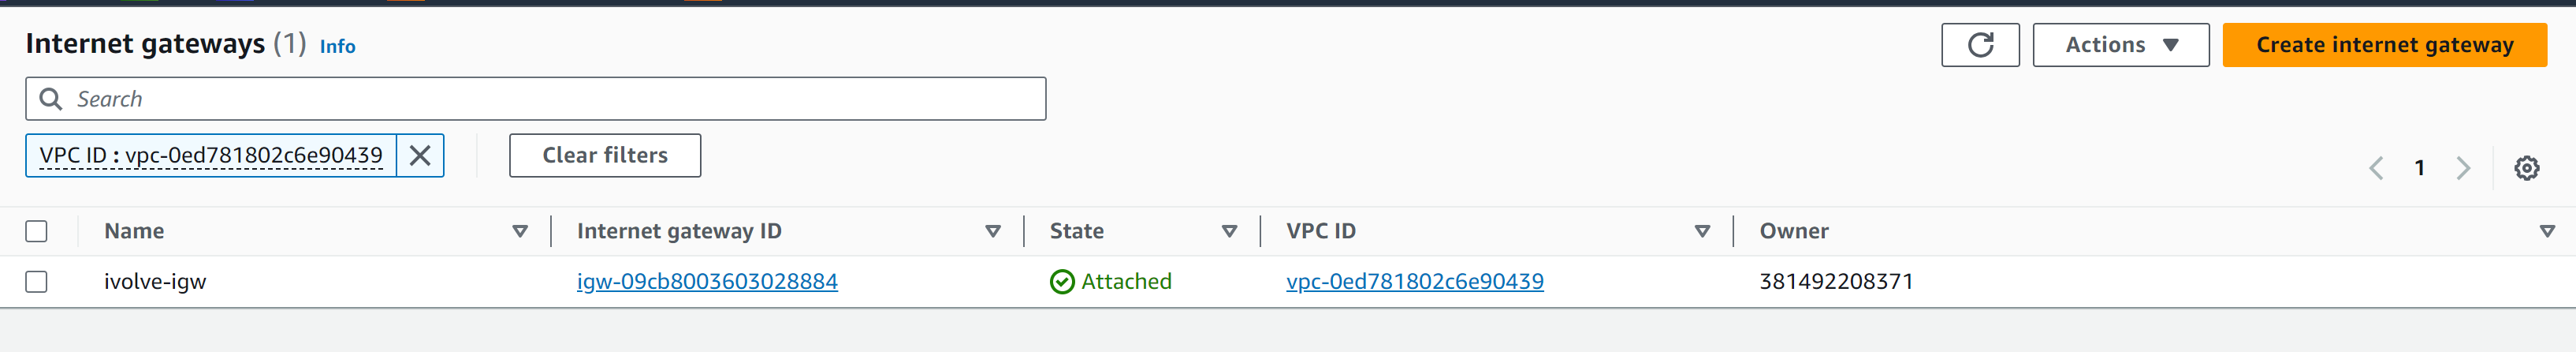 Internet gateways (1) Info
Actions
Create internet gateway
Search
VPC ID : vpc-0ed781802c6e90439
Clear filters
1
Name Internet gateway ID State VPC ID Owner
ivolve-igw igw-09cb8003603028884 Attached vpc-0ed781802c6e90439 381492208371